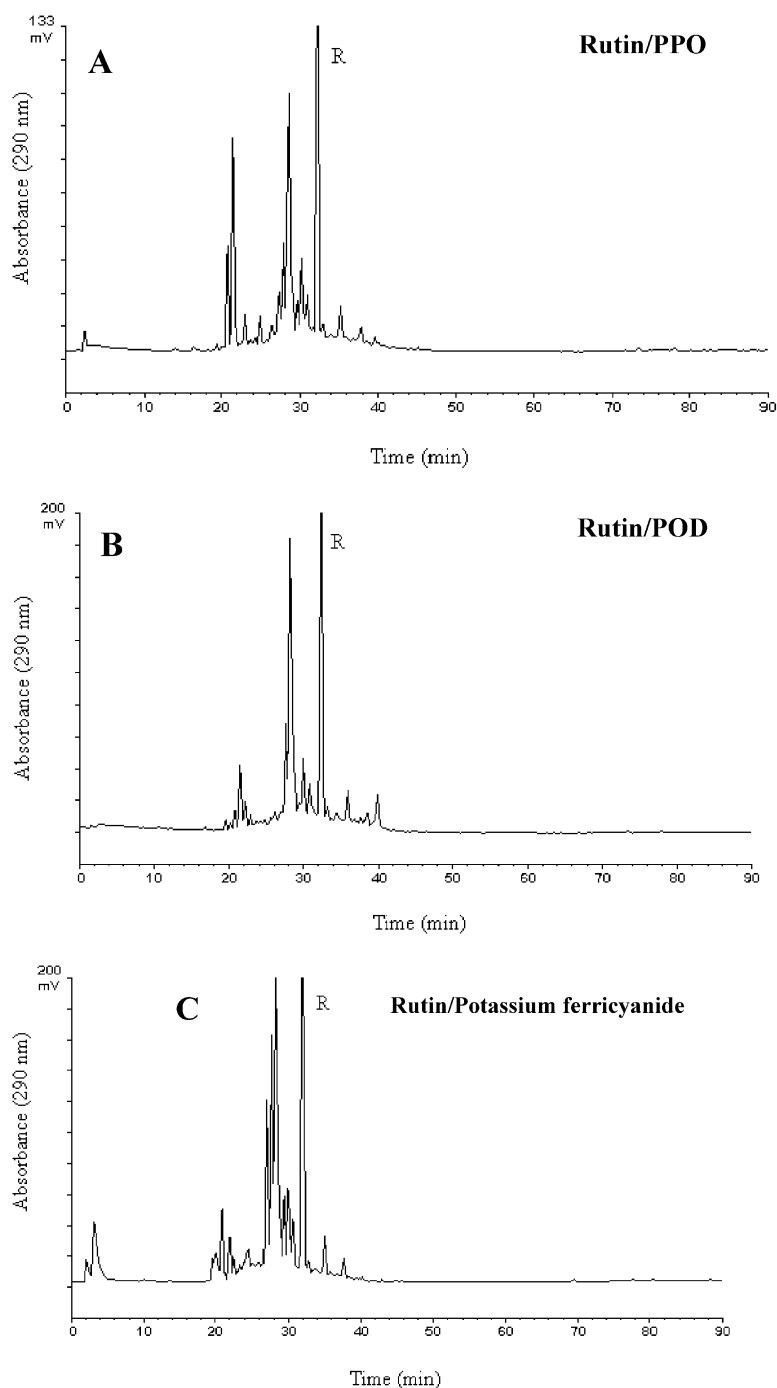 133
mV
A
R
Rutin/PPO
Absorbance (290 nm)
0 10 20 30 40 50 60 70 80 90
Time (min)
200
mV
B
R
Rutin/POD
Absorbance (290 nm)
0 10 20 30 40 50 60 70 80 90
Time (min)
200
mV
C
R
Rutin/Potassium ferricyanide
Absorbance (290 nm)
0 10 20 30 40 50 60 70 80 90
Time (min)